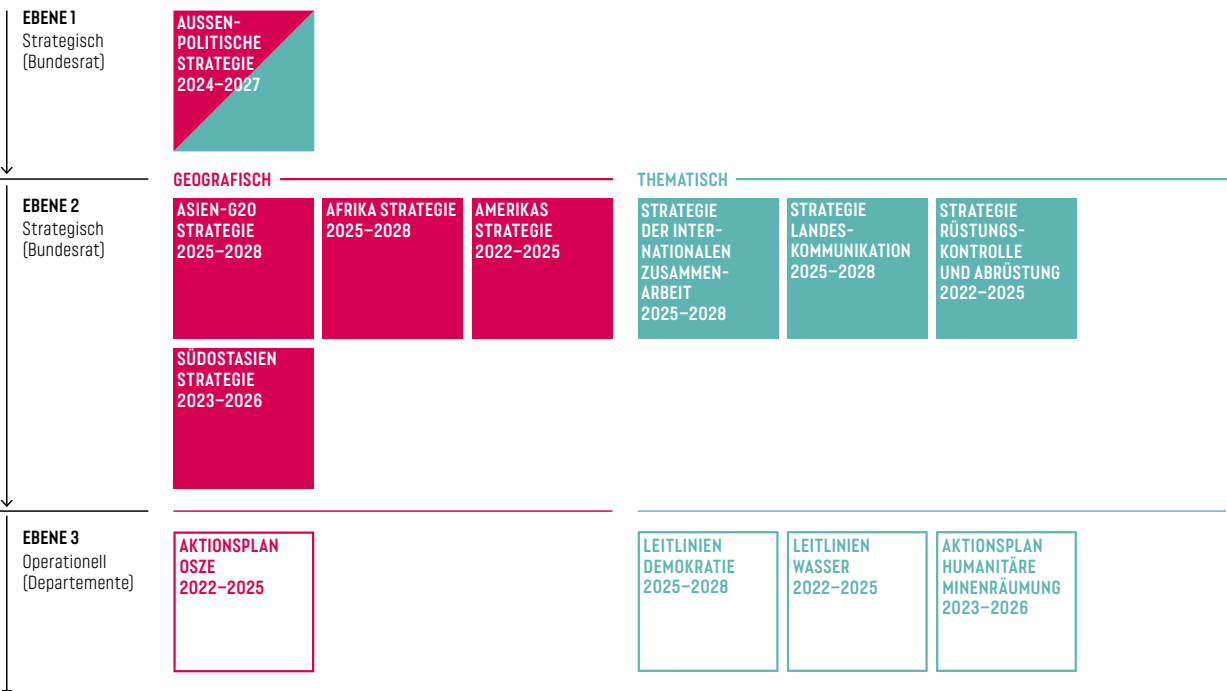 EBENE 1
Strategisch
(Bundesrat)
AUSSEN-
POLITISCHE
STRATEGIE
2024–2027
GEOGRAFISCH
THEMATISCH
EBENE 2
Strategisch
(Bundesrat)
ASIEN-G20
STRATEGIE
2025–2028
AFRIKA STRATEGIE
2025–2028
AMERIKAS
STRATEGIE
2022–2025
STRATEGIE
DER INTER-
NATIONALEN
ZUSAMMEN-
ARBEIT
2025–2028
STRATEGIE
LANDES-
KOMMUNIKATION
2025–2028
STRATEGIE
RÜSTUNGS-
KONTROLLE
UND ABRÜSTUNG
2022–2025
SÜDOSTASIEN
STRATEGIE
2023–2026
EBENE 3
Operationell
(Departemente)
AKTIONSPLAN
OSZE
2022–2025
LEITLINIEN
DEMOKRATIE
2025–2028
LEITLINIEN
WASSER
2022–2025
AKTIONSPLAN
HUMANITÄRE
MINENRÄUMUNG
2023–2026